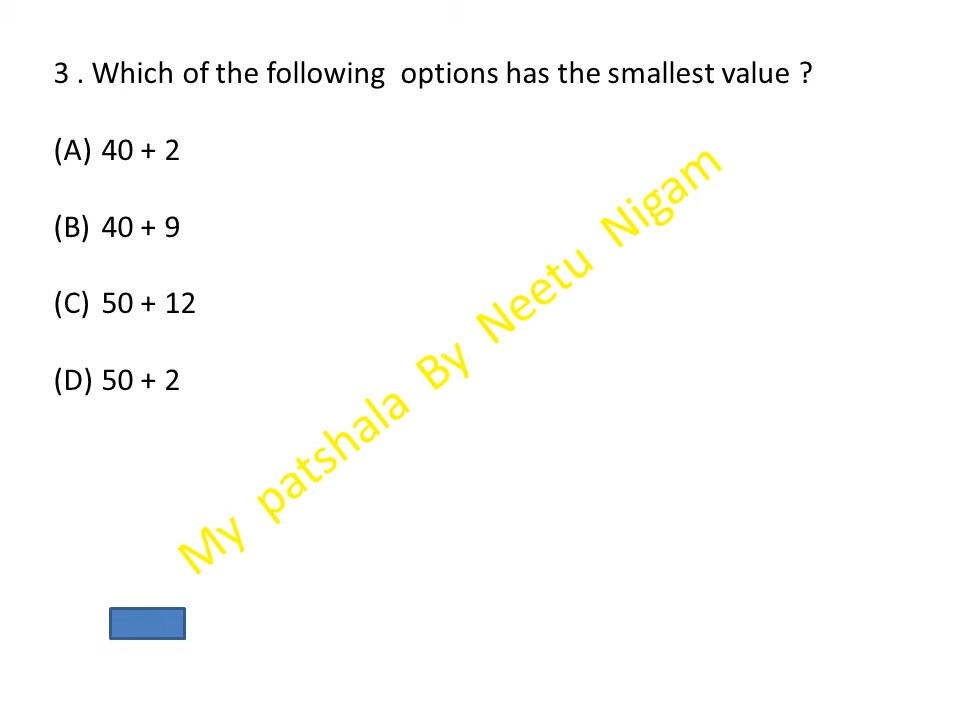 3 . Which of the following  options has the smallest value ?
(A) 40 + 2
(B) 40 + 9
(C) 50 + 12
(D) 50 + 2
My patshala By Neetu Nigam